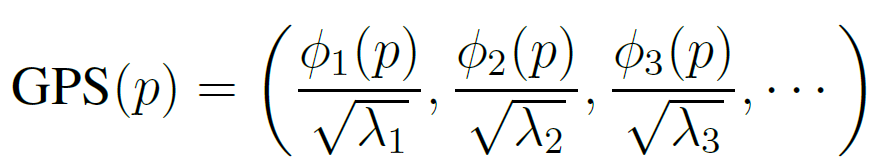 GPS(p) = ( ϕ₁(p)/√λ₁, ϕ₂(p)/√λ₂, ϕ₃(p)/√λ₃, ⋯ )